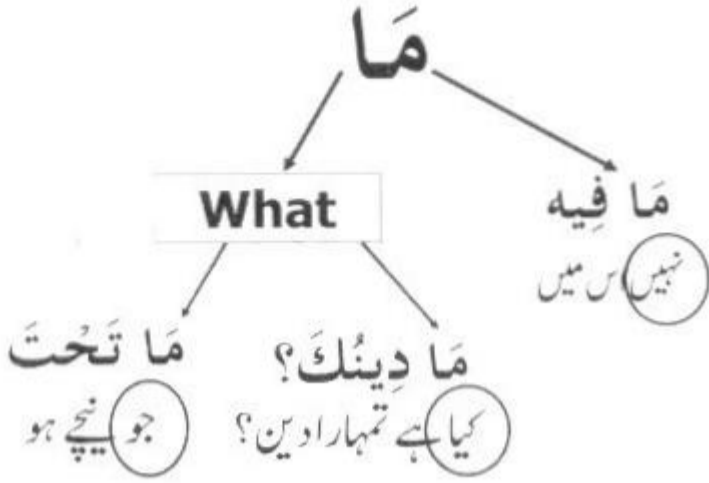 مَا
What
مَا فِيه
نہیں اس میں
مَا تَحْتَ
جو نیچے ہو
مَا دِينُكَ؟
کیا ہے تمہارا دین؟